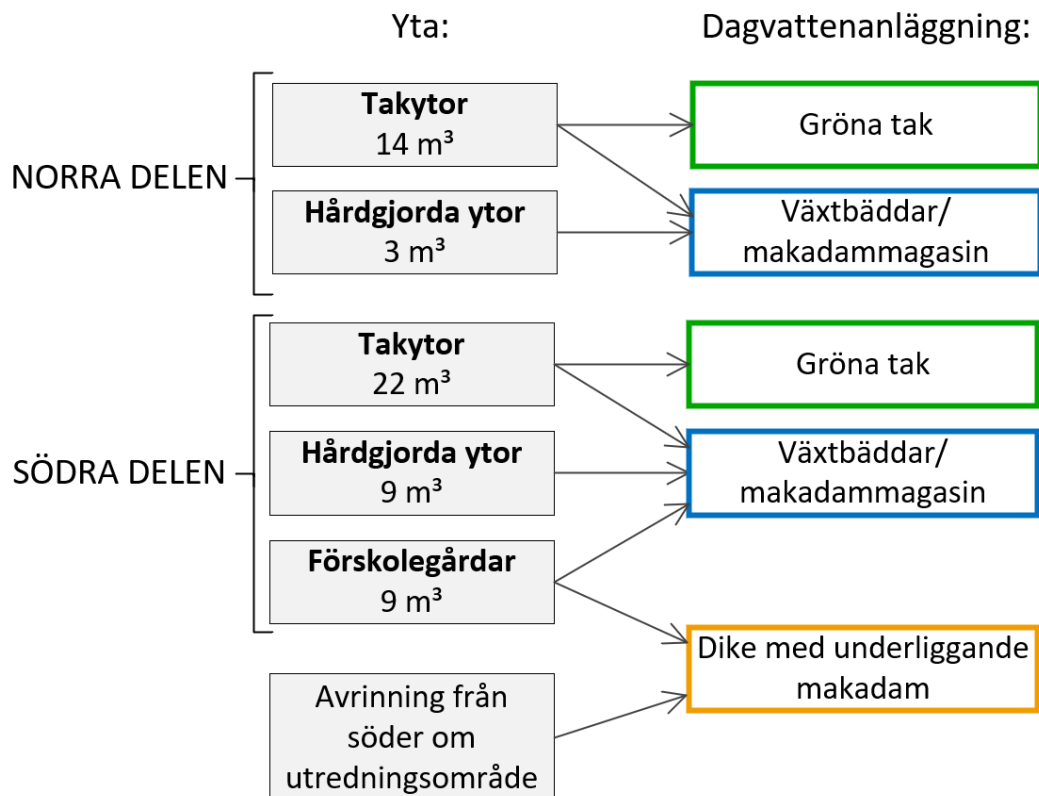 Yta:
Dagvattenanläggning:
NORRA DELEN
Takytor
14 m³
Gröna tak
Hårdgjorda ytor
3 m³
Växtbäddar/
makadammagasin
SÖDRA DELEN
Takytor
22 m³
Gröna tak
Hårdgjorda ytor
9 m³
Växtbäddar/
makadammagasin
Förskolegårdar
9 m³
Dike med underliggande
makadam
Avrinning från
söder om
utredningsområde